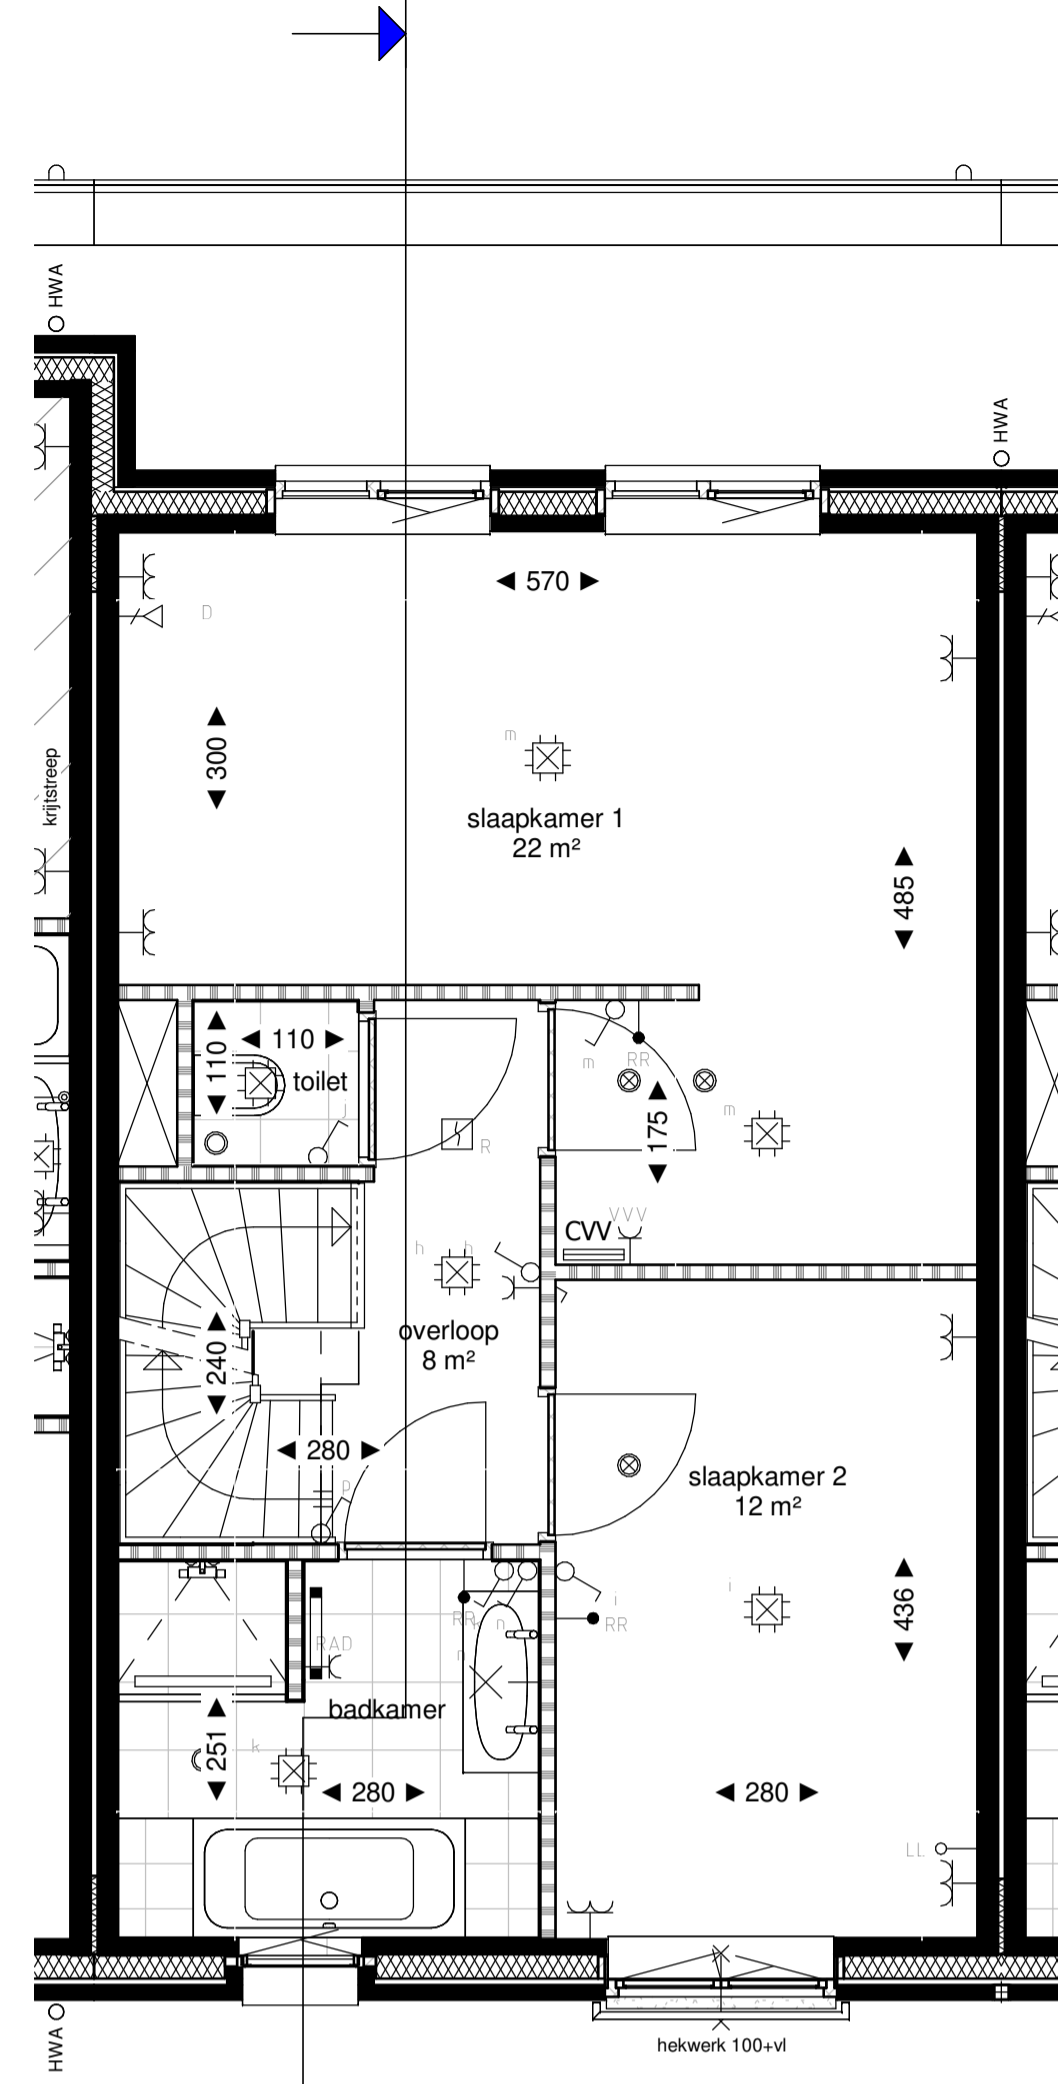 HWA
HWA
570
D
300
krijtstreep
m
slaapkamer 1
22 m²
485
110
110
toilet
m
RR
m
175
R
VVV
CVV
h
h
overloop
8 m²
240
280
P
slaapkamer 2
12 m²
436
i
i
RR
RR
n
n
RAD
badkamer
251
k
280
280
LL
HWA
hekwerk 100+vl